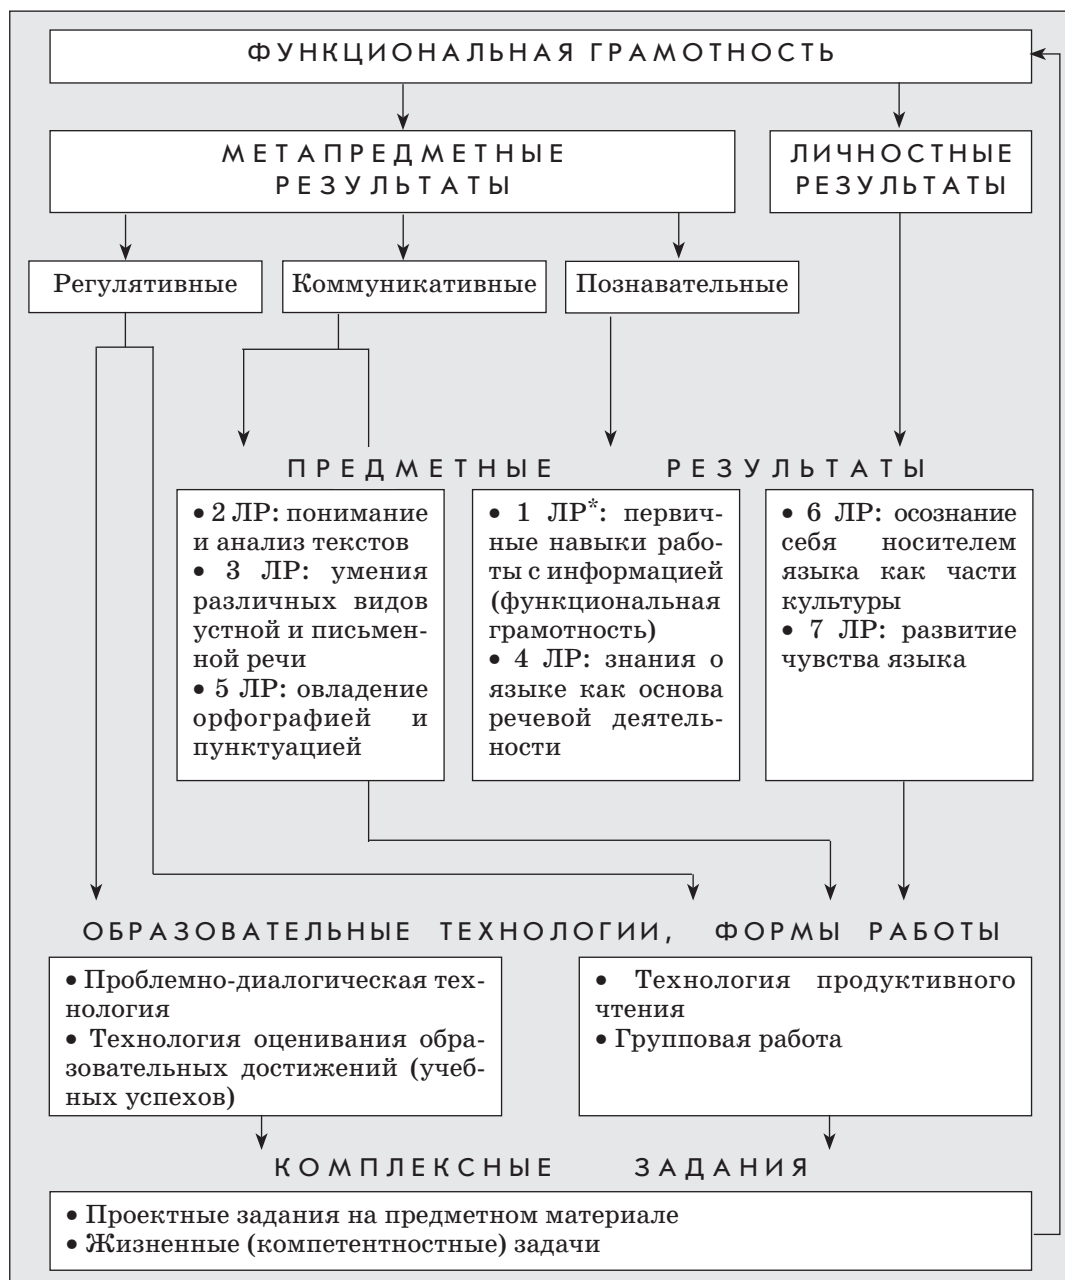 ФУНКЦИОНАЛЬНАЯ ГРАМОТНОСТЬ
МЕТАПРЕДМЕТНЫЕ
РЕЗУЛЬТАТЫ
ЛИЧНОСТНЫЕ
РЕЗУЛЬТАТЫ
Регулятивные
Коммуникативные
Познавательные
ПРЕДМЕТНЫЕ РЕЗУЛЬТАТЫ
• 2 ЛР: понимание
и анализ текстов
• 3 ЛР: умения
различных видов
устной и письмен-
ной речи
• 5 ЛР: овладение
орфографией и
пунктуацией
• 1 ЛР*: первич-
ные навыки рабо-
ты с информацией
(функциональная
грамотность)
• 4 ЛР: знания о
языке как основа
речевой деятель-
ности
• 6 ЛР: осознание
себя носителем
языка как части
культуры
• 7 ЛР: развитие
чувства языка
ОБРАЗОВАТЕЛЬНЫЕ ТЕХНОЛОГИИ, ФОРМЫ РАБОТЫ
• Проблемно-диалогическая тех-
нология
• Технология оценивания обра-
зовательных достижений (учеб-
ных успехов)
• Технология продуктивного
чтения
• Групповая работа
КОМПЛЕКСНЫЕ ЗАДАНИЯ
• Проектные задания на предметном материале
• Жизненные (компетентностные) задачи